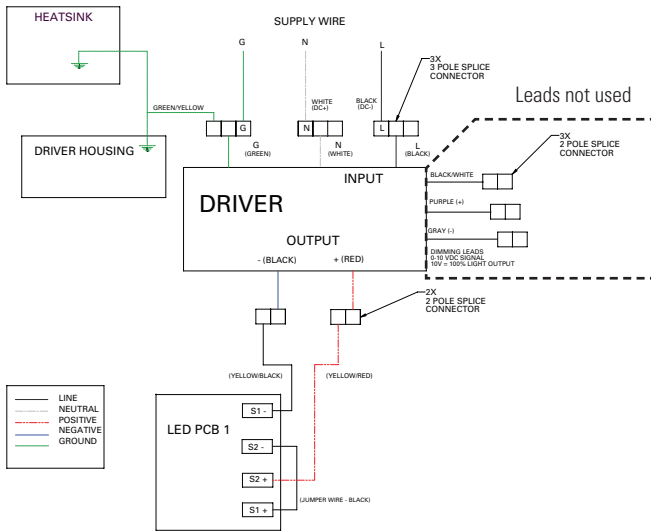 HEATSINK
SUPPLY WIRE
G
N
L
3X
3 POLE SPLICE
CONNECTOR
Leads not used
WHITE
(DC+)
BLACK
(DC-)
GREEN/YELLOW
G
N
L
3X
2 POLE SPLICE
CONNECTOR
DRIVER HOUSING
G
(GREEN)
N
(WHITE)
L
(BLACK)
INPUT
BLACK/WHITE
DRIVER
PURPLE (+)
GRAY (-)
OUTPUT
DIMMING LEADS
0-10 VDC SIGNAL
10V = 100% LIGHT OUTPUT
- (BLACK)
+ (RED)
2X
2 POLE SPLICE
CONNECTOR
(YELLOW/BLACK)
(YELLOW/RED)
LINE
NEUTRAL
POSITIVE
NEGATIVE
GROUND
LED PCB 1
S1 -
S2 -
S2 +
S1 +
(JUMPER WIRE - BLACK)